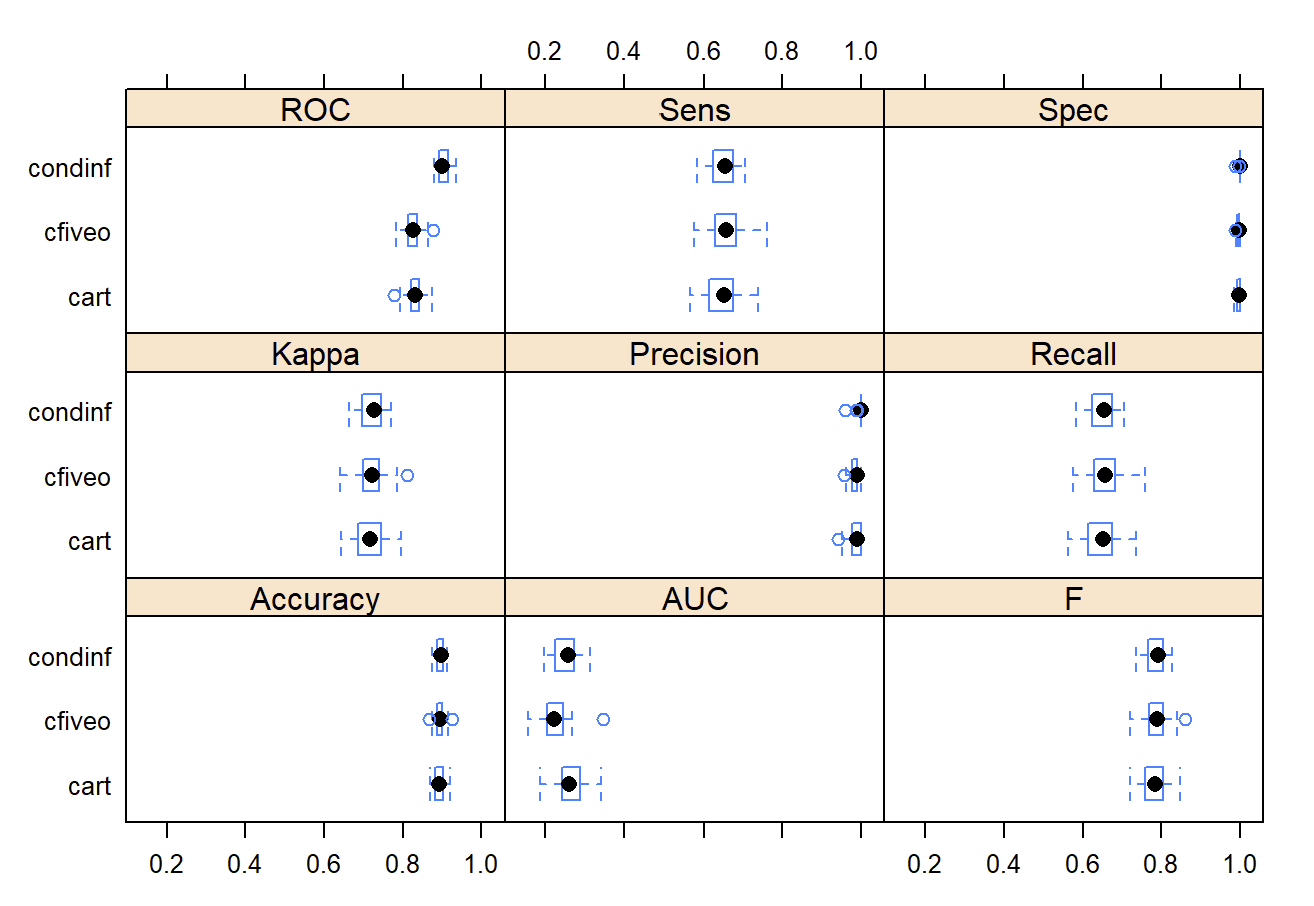 0.2 0.4 0.6 0.8 1.0
ROC Sens Spec
condinf
cfiveo
cart
Kappa Precision Recall
condinf
cfiveo
cart
Accuracy AUC F
condinf
cfiveo
cart
0.2 0.4 0.6 0.8 1.0 0.2 0.4 0.6 0.8 1.0